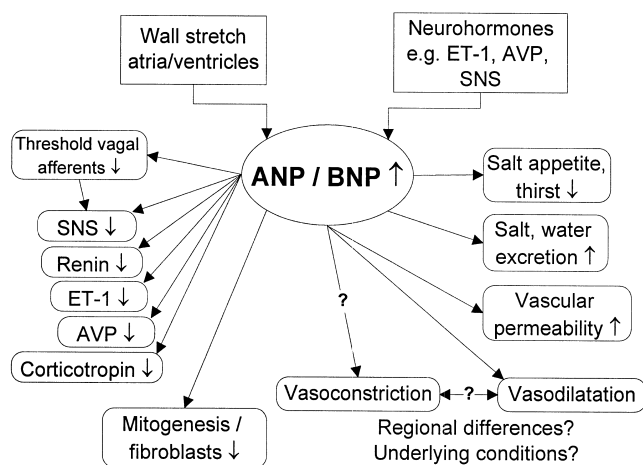 Wall stretch
atria/ventricles
Neurohormones
e.g. ET-1, AVP,
SNS
Threshold vagal
afferents ↓
ANP / BNP ↑
Salt appetite,
thirst ↓
SNS ↓
Salt, water
excretion ↑
Renin ↓
ET-1 ↓
?
Vascular
permeability ↑
AVP ↓
Corticotropin ↓
Vasoconstriction
?
Vasodilatation
Mitogenesis /
fibroblasts ↓
Regional differences?
Underlying conditions?